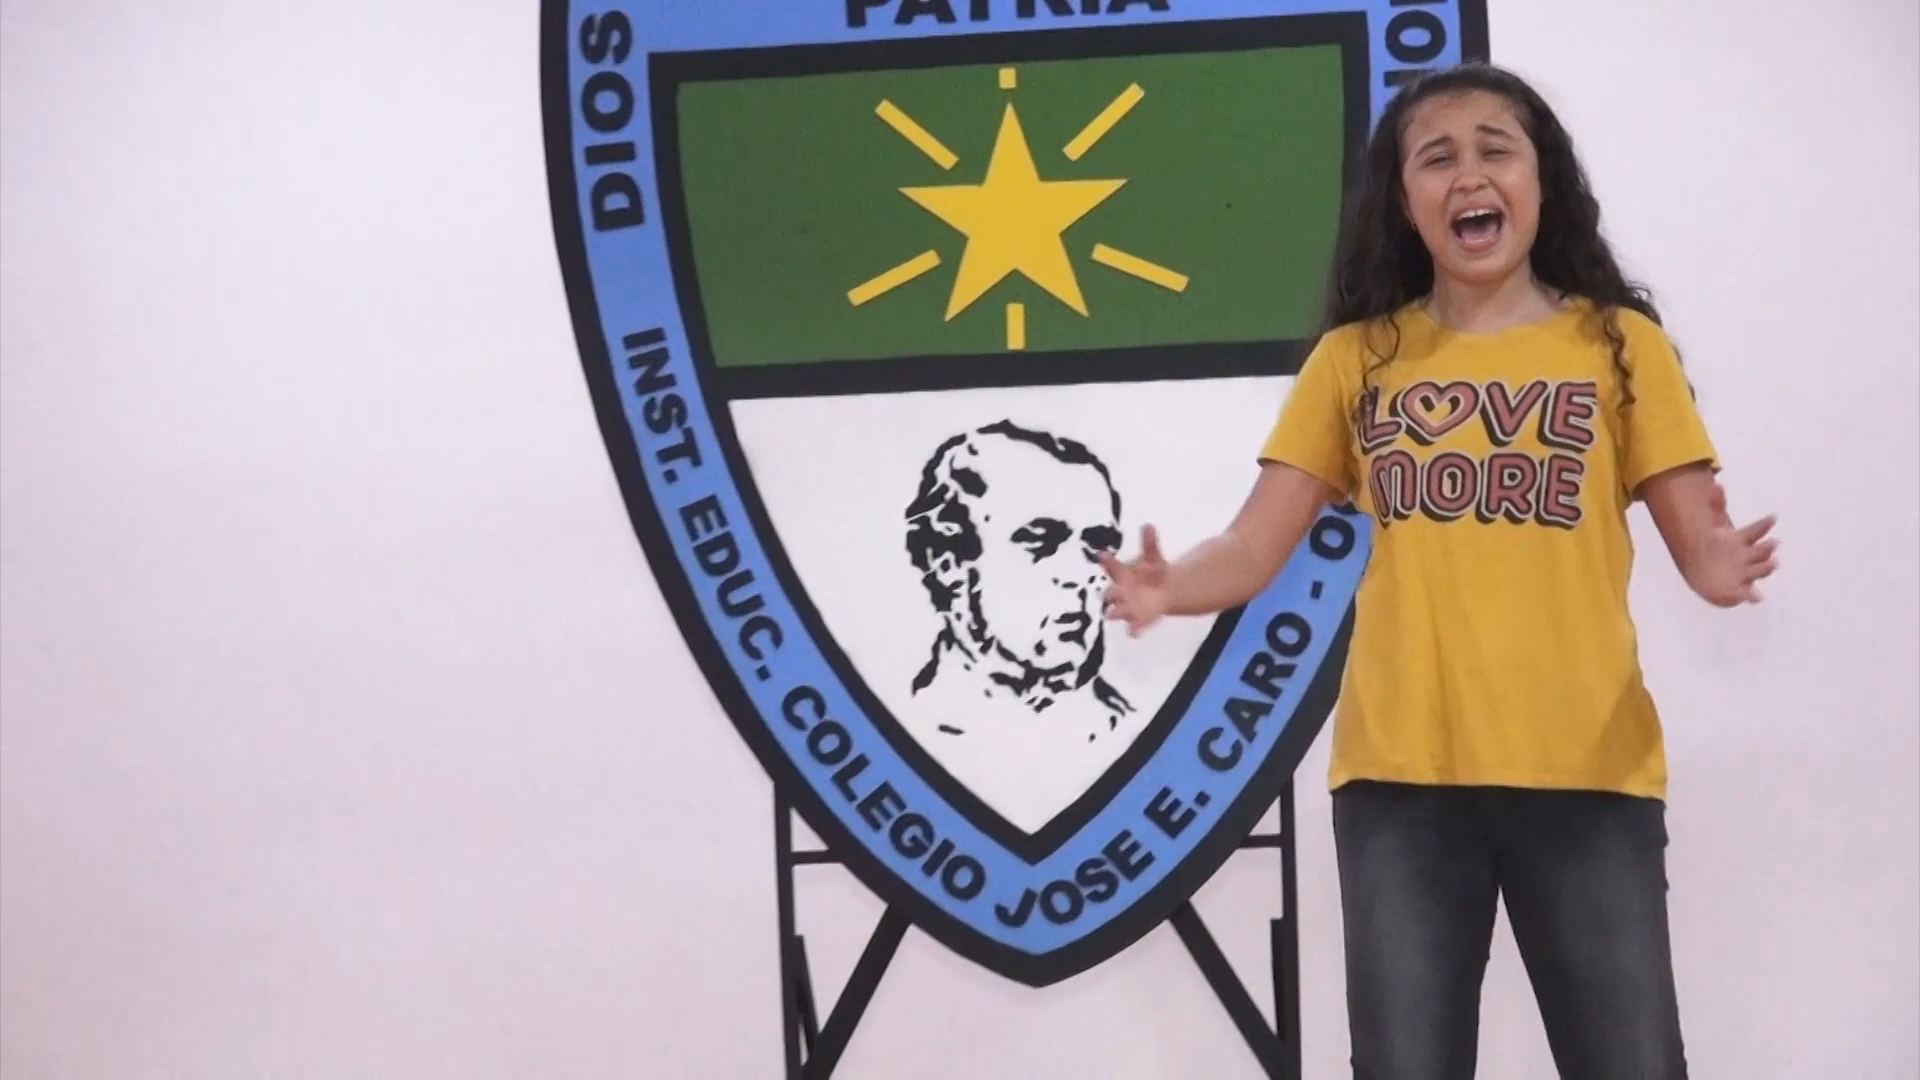 DIOS
PATRIA
INST. EDUC. COLEGIO JOSE E. CARO - O
LOVE
MORE